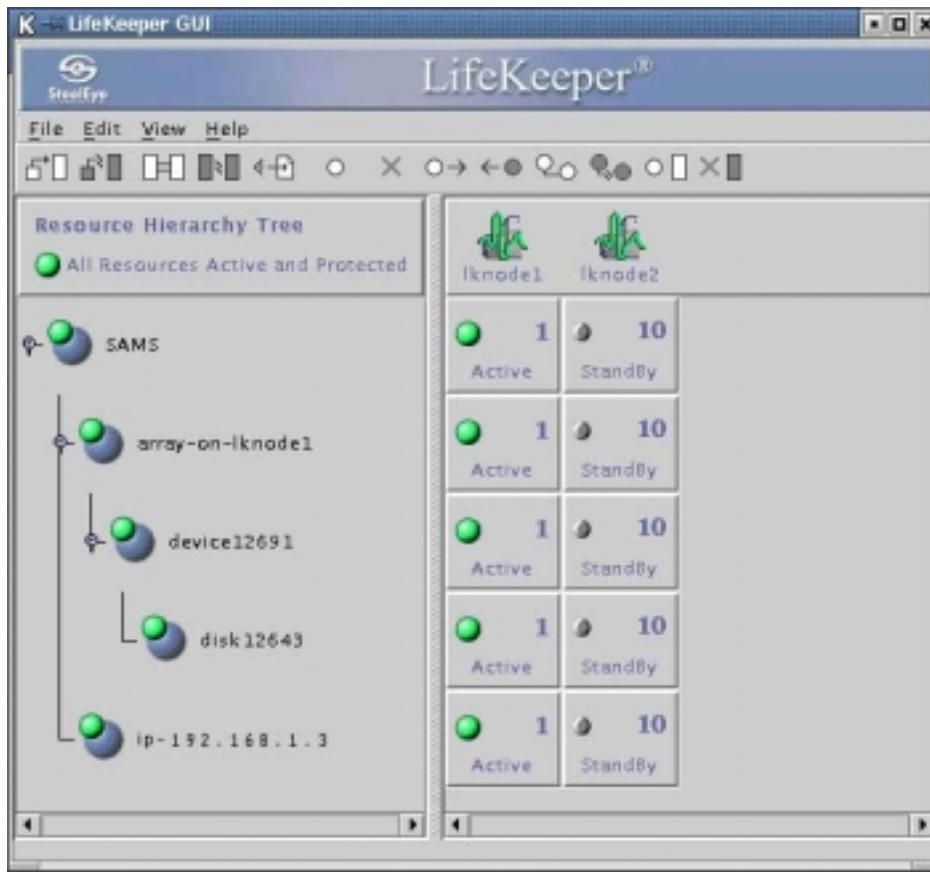 LifeKeeper GUI
SteelEye
LifeKeeper®
File Edit View Help
Resource Hierarchy Tree
All Resources Active and Protected
lknode1 lknode2
SAMS
1 10
Active StandBy
array-on-lknode1
1 10
Active StandBy
device12691
1 10
Active StandBy
disk12643
1 10
Active StandBy
ip-192.168.1.3
1 10
Active StandBy